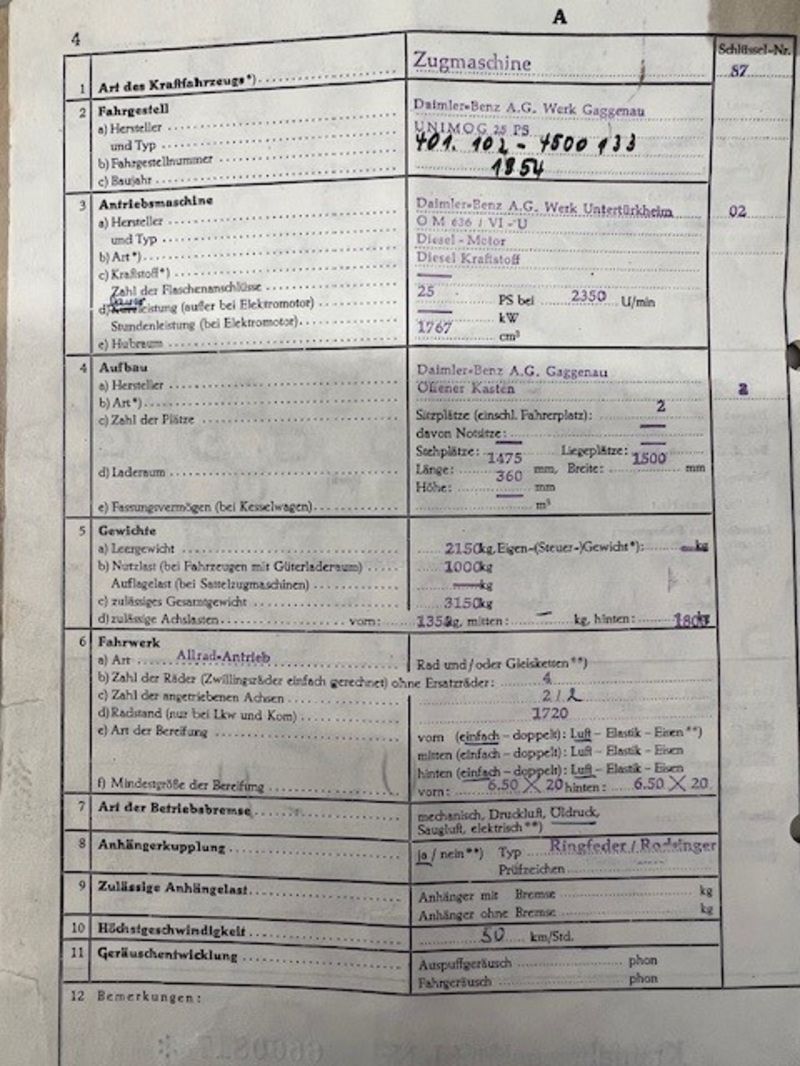 A
4
Schlüssel-Nr.
1 Art des Kraftfahrzeugs*) Zugmaschine 87
2 Fahrgestell
a) Hersteller Daimler-Benz A.G. Werk Gaggenau
und Typ UNIMOG 25 PS
b) Fahrgestellnummer 401. 102 - 4500 133
c) Baujahr 1954
3 Antriebsmaschine
a) Hersteller Daimler-Benz A.G. Werk Untertürkheim 02
und Typ O M 636 / VI -U
b) Art*) Diesel - Motor
c) Kraftstoff*) Diesel Kraftstoff
Zahl der Flaschenanschlüsse —
d) Dauerleistung (außer bei Elektromotor) 25 PS bei 2350 U/min
Stundenleistung (bei Elektromotor) — kW
e) Hubraum 1767 cm³
4 Aufbau
a) Hersteller Daimler-Benz A.G. Gaggenau
b) Art*) Offener Kasten 2
c) Zahl der Plätze Sitzplätze (einschl. Fahrerplatz): 2
davon Notsitze: —
Stehplätze: — Liegeplätze: —
d) Laderaum Länge: 1475 mm, Breite: 1500 mm
Höhe: 360 mm
e) Fassungsvermögen (bei Kesselwagen) — m³
5 Gewichte
a) Leergewicht 2150kg, Eigen-(Steuer-)Gewicht*): — kg
b) Nutzlast (bei Fahrzeugen mit Güterladeraum) 1000kg
Auflagelast (bei Sattelzugmaschinen) — kg
c) zulässiges Gesamtgewicht 3150kg
d) zulässige Achslasten vorn: 1350kg, mitten: — kg, hinten: 1800 kg
6 Fahrwerk
a) Art Allrad-Antrieb Rad und/oder Gleisketten**)
b) Zahl der Räder (Zwillingsräder einfach gerechnet) ohne Ersatzräder: 4
c) Zahl der angetriebenen Achsen 2 / 2
d) Radstand (nur bei Lkw und Kom) 1720
e) Art der Bereifung vorn (einfach - doppelt): Luft - Elastik - Eisen**)
mitten (einfach - doppelt): Luft - Elastik - Eisen
hinten (einfach - doppelt): Luft - Elastik - Eisen
f) Mindestgröße der Bereifung vorn: 6.50 X 20 hinten: 6.50 X 20
7 Art der Betriebsbremse mechanisch, Druckluft, Öldruck,
Saugluft, elektrisch**)
8 Anhängerkupplung ja / nein**) Typ Ringfeder /
Prüfzeichen
9 Zulässige Anhängelast Anhänger mit Bremse kg
Anhänger ohne Bremse kg
10 Höchstgeschwindigkeit 50 km/Std.
11 Geräuschentwicklung Auspuffgeräusch phon
Fahrgeräusch phon
12 Bemerkungen: